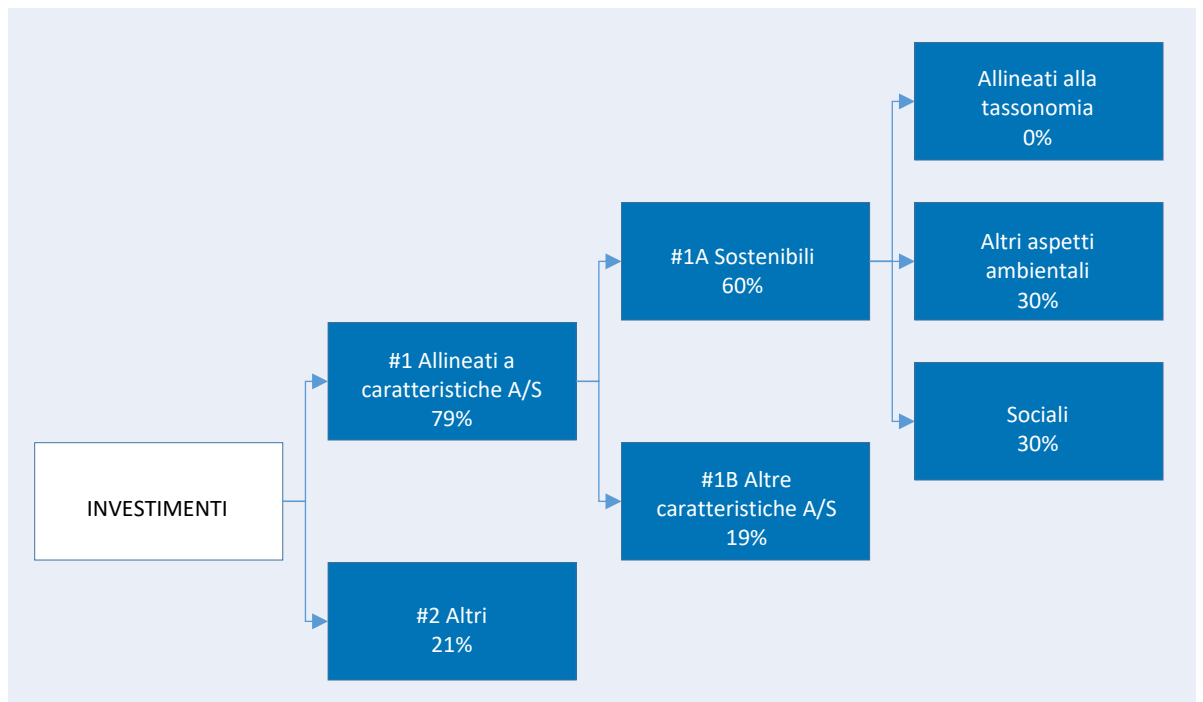 INVESTIMENTI
#1 Allineati a
caratteristiche A/S
79%
#2 Altri
21%
#1A Sostenibili
60%
#1B Altre
caratteristiche A/S
19%
Allineati alla
tassonomia
0%
Altri aspetti
ambientali
30%
Sociali
30%